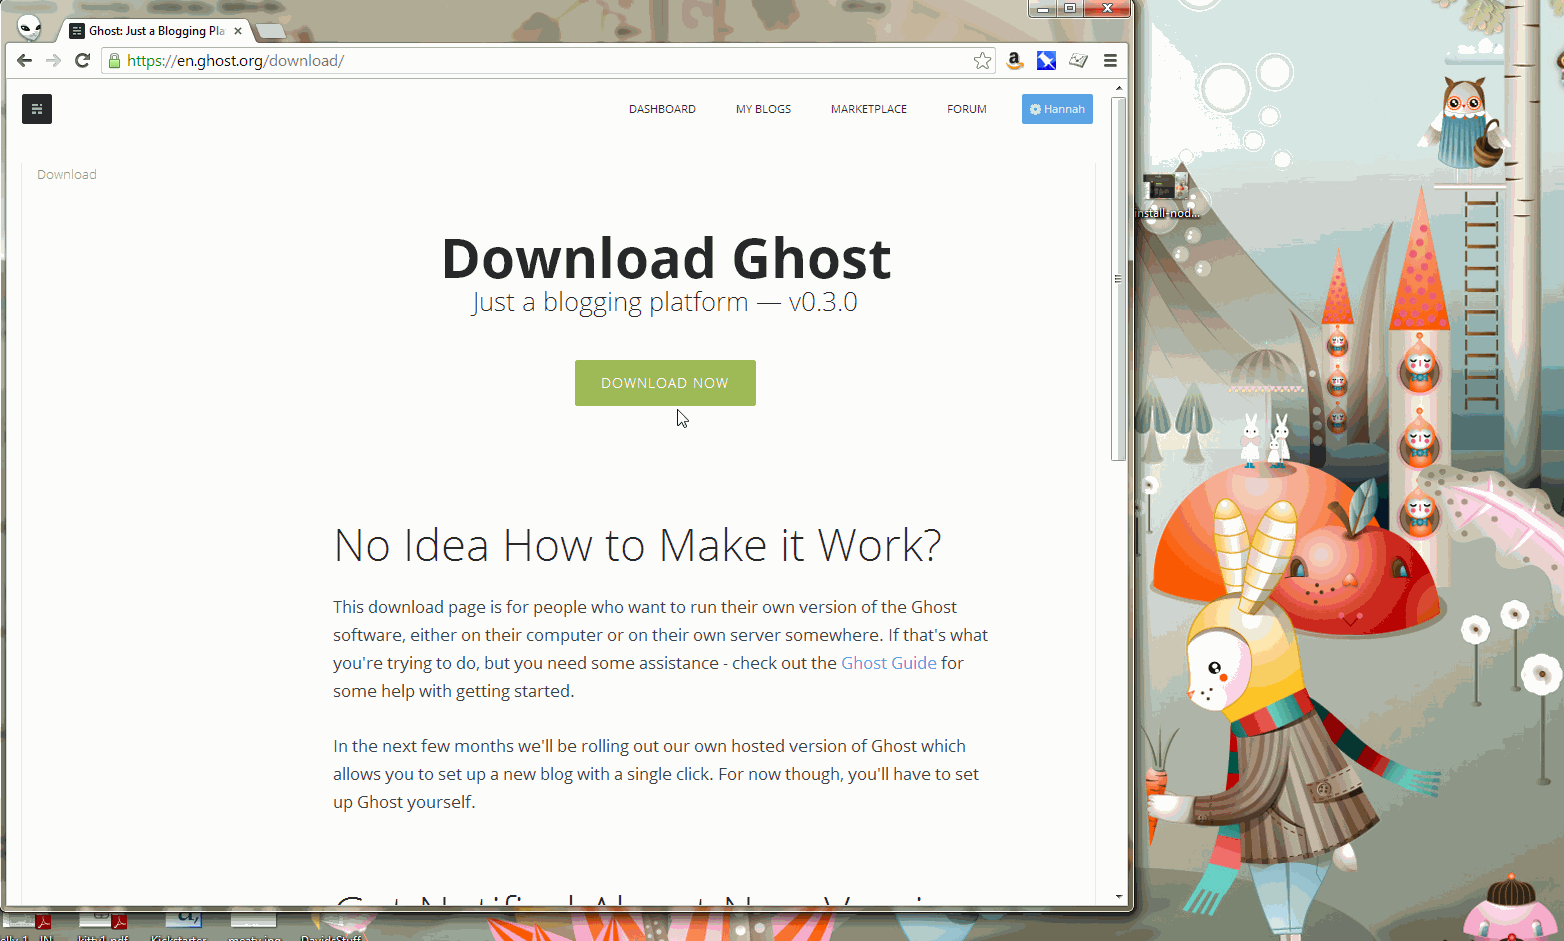 Ghost: Just a Blogging Pla
https://en.ghost.org/download/
DASHBOARD
MY BLOGS
MARKETPLACE
FORUM
Hannah
Download
install-nod...
Download Ghost
Just a blogging platform — v0.3.0
DOWNLOAD NOW
No Idea How to Make it Work?
This download page is for people who want to run their own version of the Ghost
software, either on their computer or on their own server somewhere. If that's what
you're trying to do, but you need some assistance - check out the Ghost Guide for
some help with getting started.
In the next few months we'll be rolling out our own hosted version of Ghost which
allows you to set up a new blog with a single click. For now though, you'll have to set
up Ghost yourself.
kitty1.pdf
Kickstarter
DavidsStuff